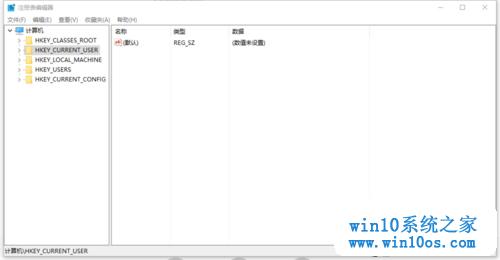 注册表编辑器
文件(F) 编辑(E) 查看(V) 收藏夹(A) 帮助(H)
计算机
HKEY_CLASSES_ROOT
HKEY_CURRENT_USER
HKEY_LOCAL_MACHINE
HKEY_USERS
HKEY_CURRENT_CONFIG
名称 类型 数据
ab (默认) REG_SZ (数值未设置)
win10系统之家
www.win10os.com
计算机\HKEY_CURRENT_USER